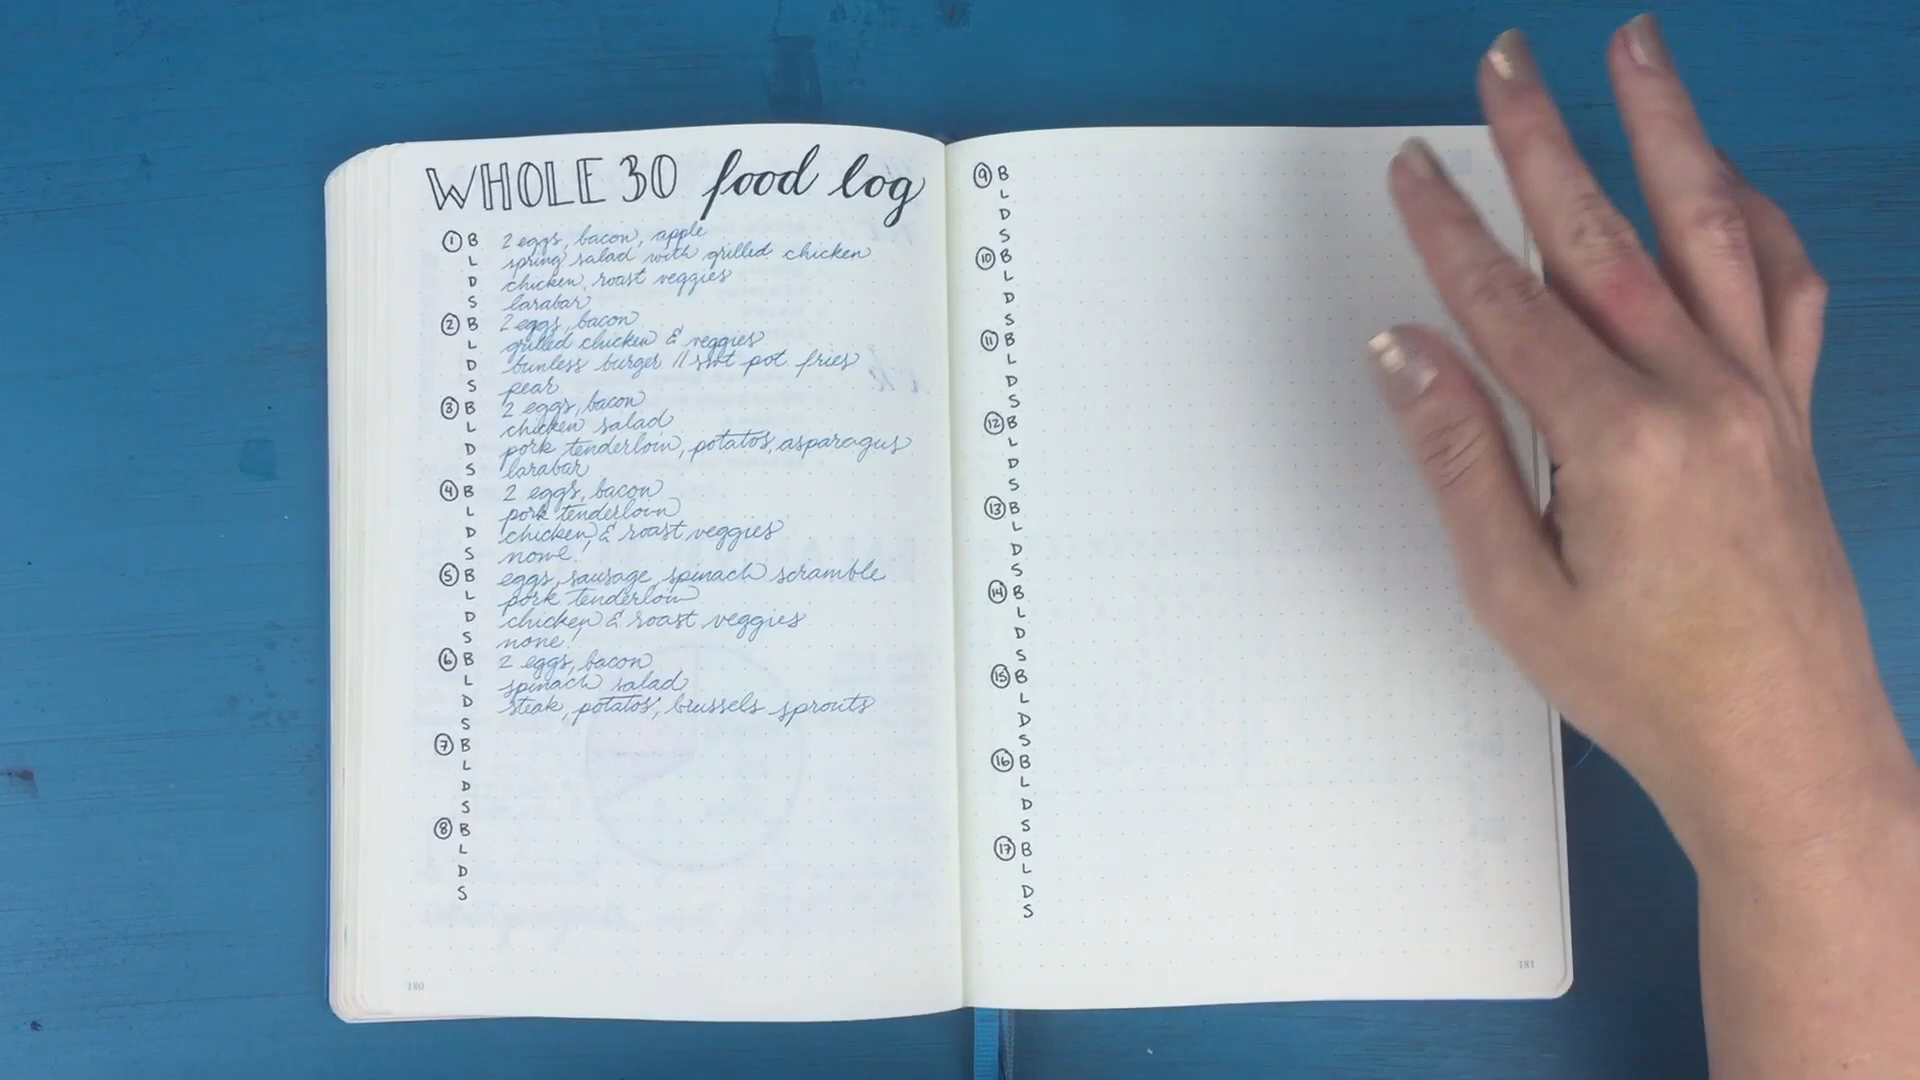 WHOLE 30 food log
① B 2 eggs, bacon, apple
L spring salad with grilled chicken
D chicken, roast veggies
S larabar
② B 2 eggs, bacon
L grilled chicken & veggies
D bunless burger // swt pot fries
S pear
③ B 2 eggs, bacon
L chicken salad
D pork tenderloin, potatos, asparagus
S larabar
④ B 2 eggs, bacon
L pork tenderloin
D chicken & roast veggies
S none!
⑤ B eggs, sausage, spinach scramble
L pork tenderloin
D chicken & roast veggies
S none!
⑥ B 2 eggs, bacon
L spinach salad
D steak, potatos, brussels sprouts
S
⑦ B
L
D
S
⑧ B
L
D
S
180
⑨ B
L
D
S
⑩ B
L
D
S
⑪ B
L
D
S
⑫ B
L
D
S
⑬ B
L
D
S
⑭ B
L
D
S
⑮ B
L
D
S
⑯ B
L
D
S
⑰ B
L
D
S
181